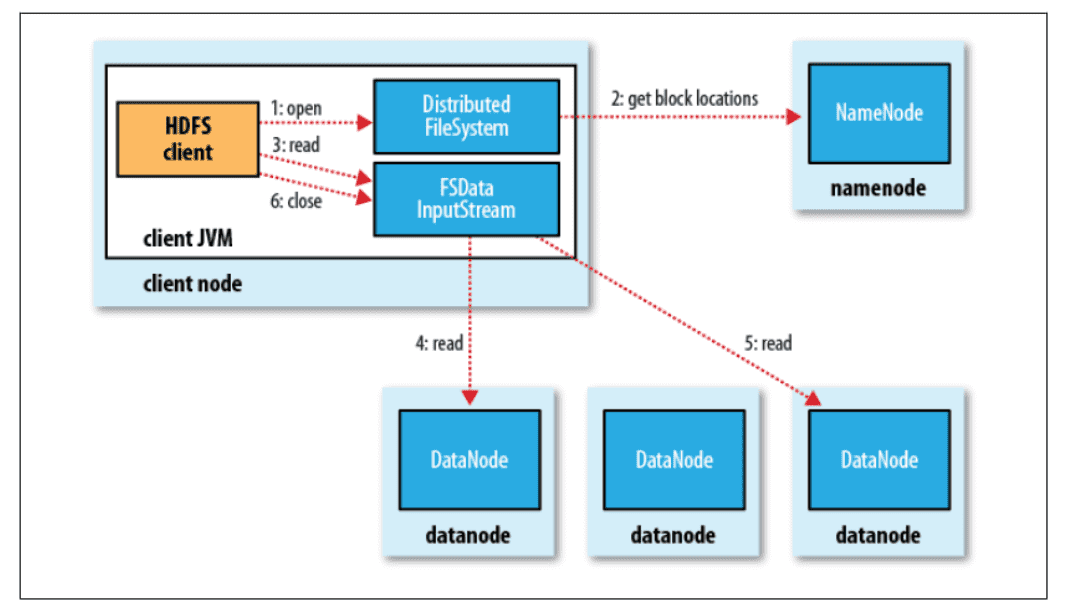 1: open
Distributed
FileSystem
2: get block locations
NameNode
HDFS
client
3: read
FSData
InputStream
6: close
namenode
client JVM
client node
4: read
5: read
DataNode
DataNode
DataNode
datanode
datanode
datanode